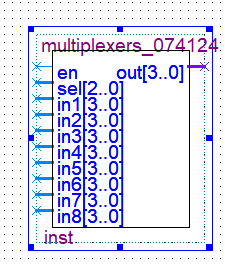 multiplexers_074124
en out[3..0]
sel[2..0]
in1[3..0]
in2[3..0]
in3[3..0]
in4[3..0]
in5[3..0]
in6[3..0]
in7[3..0]
in8[3..0]
inst